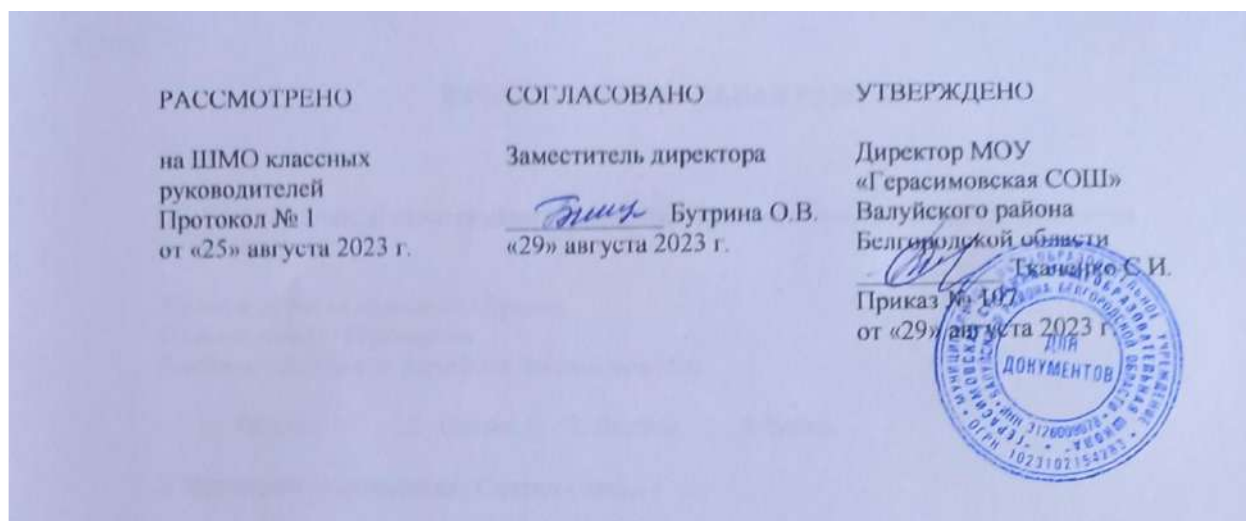 РАССМОТРЕНО
на ШМО классных
руководителей
Протокол № 1
от «25» августа 2023 г.
СОГЛАСОВАНО
Заместитель директора
Бутрина О.В.
«29» августа 2023 г.
УТВЕРЖДЕНО
Директор МОУ
«Герасимовская СОШ»
Валуйского района
Белгородской области
Ткаченко С.И.
Приказ № 107
от «29» августа 2023 г.
ДЛЯ
ДОКУМЕНТОВ